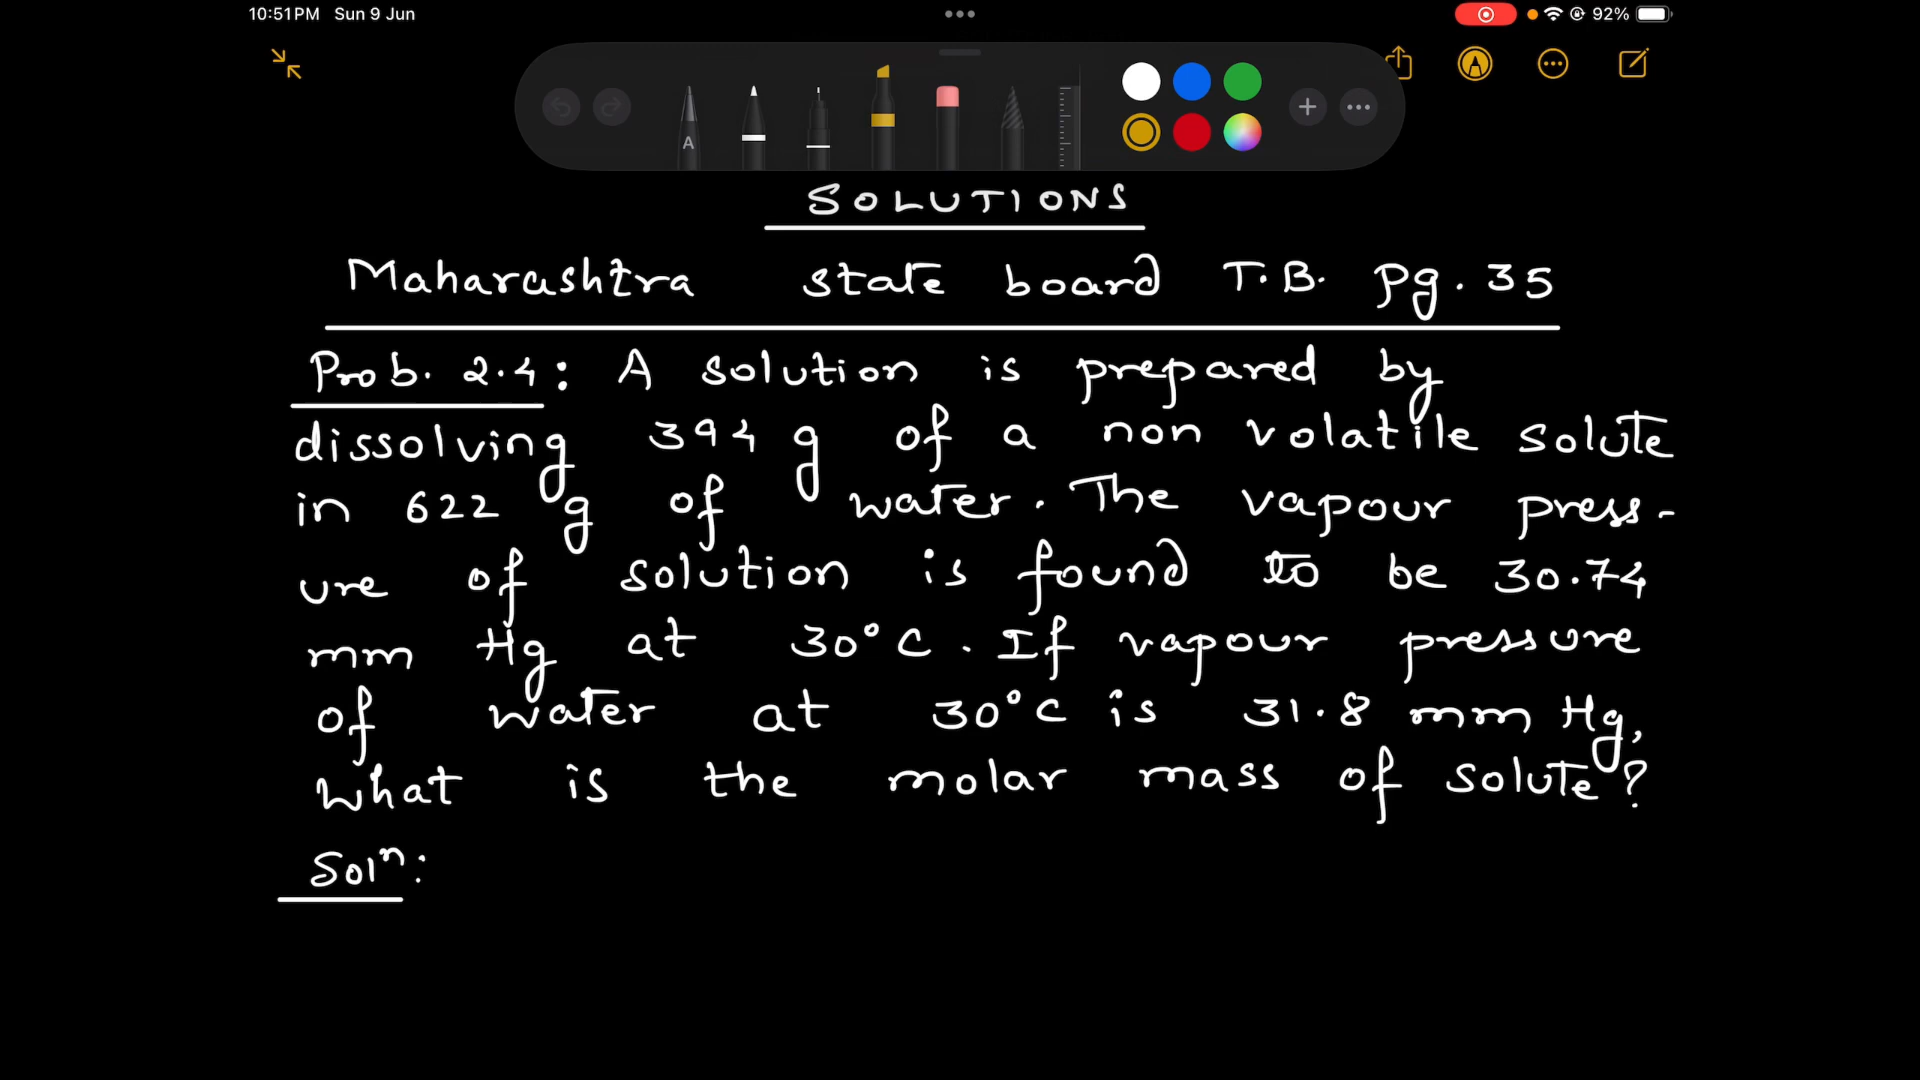 10:51PM Sun 9 Jun
92%
A
SOLUTIONS
Maharashtra state board T.B. pg. 35
Prob. 2.4: A solution is prepared by
dissolving 394 g of a non volatile solute
in 622 g of water. The vapour press-
ure of solution is found to be 30.74
mm Hg at 30°C. If vapour pressure
of water at 30°C is 31.8 mm Hg,
what is the molar mass of solute?
Solⁿ: